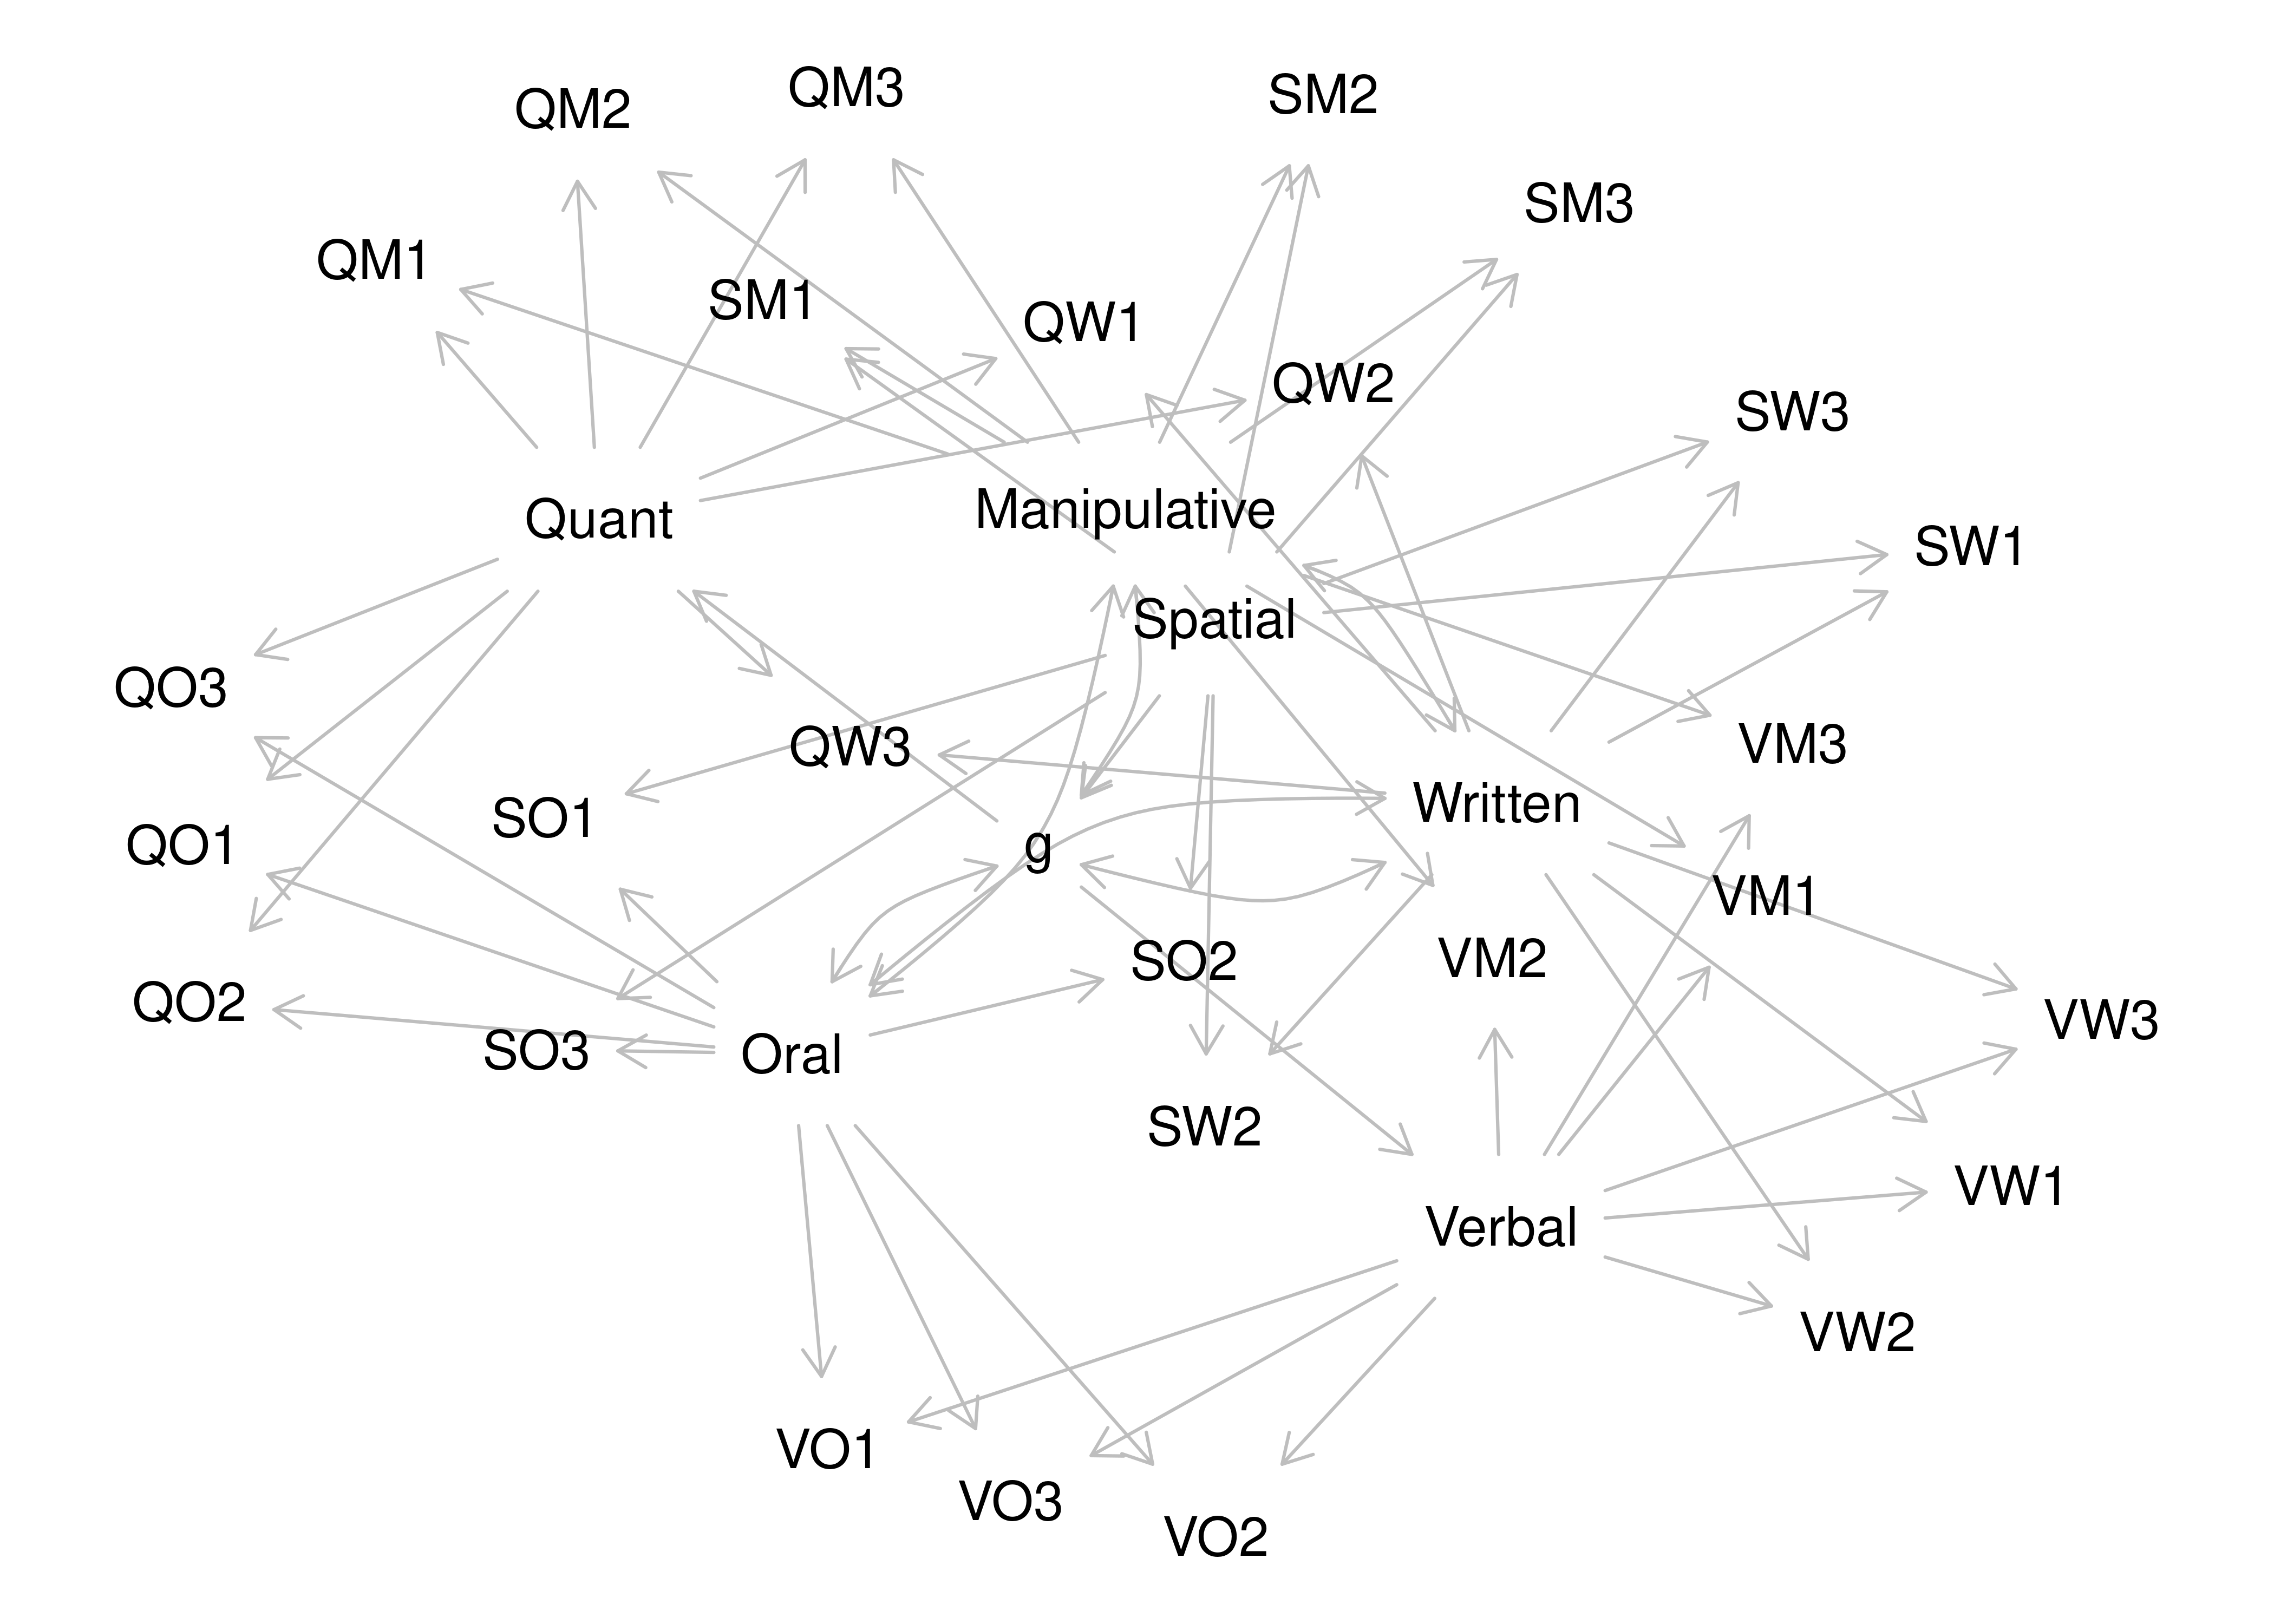 QM3
SM2
QM2
SM3
QM1
SM1
QW1
QW2
SW3
Manipulative
Quant
SW1
Spatial
QO3
VM3
QW3
Written
SO1
QO1
g
VM1
VM2
SO2
QO2
VW3
SO3
Oral
SW2
VW1
Verbal
VW2
VO1
VO3
VO2